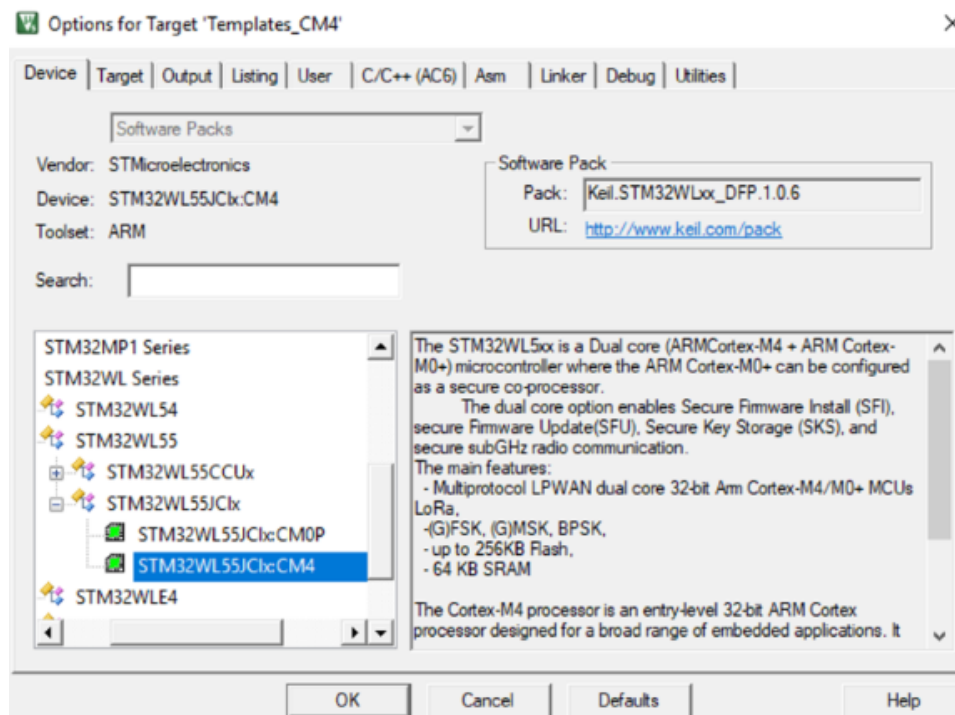 Options for Target 'Templates_CM4'
Device Target Output Listing User C/C++ (AC6) Asm Linker Debug Utilities
Software Packs
Vendor: STMicroelectronics
Device: STM32WL55JCIx:CM4
Toolset: ARM
Search:
Software Pack
Pack: Keil.STM32WLxx_DFP.1.0.6
URL: http://www.keil.com/pack
STM32MP1 Series
STM32WL Series
STM32WL54
STM32WL55
STM32WL55CCUx
STM32WL55JCIx
STM32WL55JCIx:CM0P
STM32WL55JCIx:CM4
STM32WLE4
The STM32WL5xx is a Dual core (ARMCortex-M4 + ARM Cortex-
M0+) microcontroller where the ARM Cortex-M0+ can be configured
as a secure co-processor.
The dual core option enables Secure Firmware Install (SFI),
secure Firmware Update(SFU), Secure Key Storage (SKS), and
secure subGHz radio communication.
The main features:
- Multiprotocol LPWAN dual core 32-bit Arm Cortex-M4/M0+ MCUs
LoRa,
-(G)FSK, (G)MSK, BPSK,
- up to 256KB Flash,
- 64 KB SRAM
The Cortex-M4 processor is an entry-level 32-bit ARM Cortex
processor designed for a broad range of embedded applications. It
OK Cancel Defaults Help